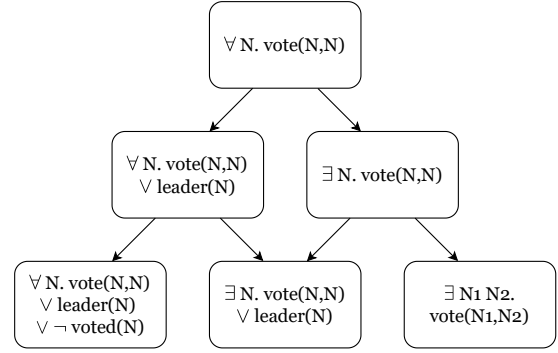 ∀ N. vote(N,N)
∀ N. vote(N,N)
∨ leader(N)
∃ N. vote(N,N)
∀ N. vote(N,N)
∨ leader(N)
∨ ¬ voted(N)
∃ N. vote(N,N)
∨ leader(N)
∃ N1 N2.
vote(N1,N2)